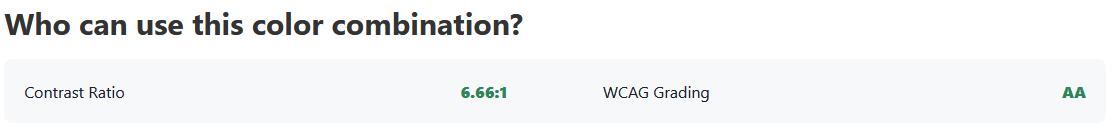 Who can use this color combination?
Contrast Ratio 6.66:1 WCAG Grading AA